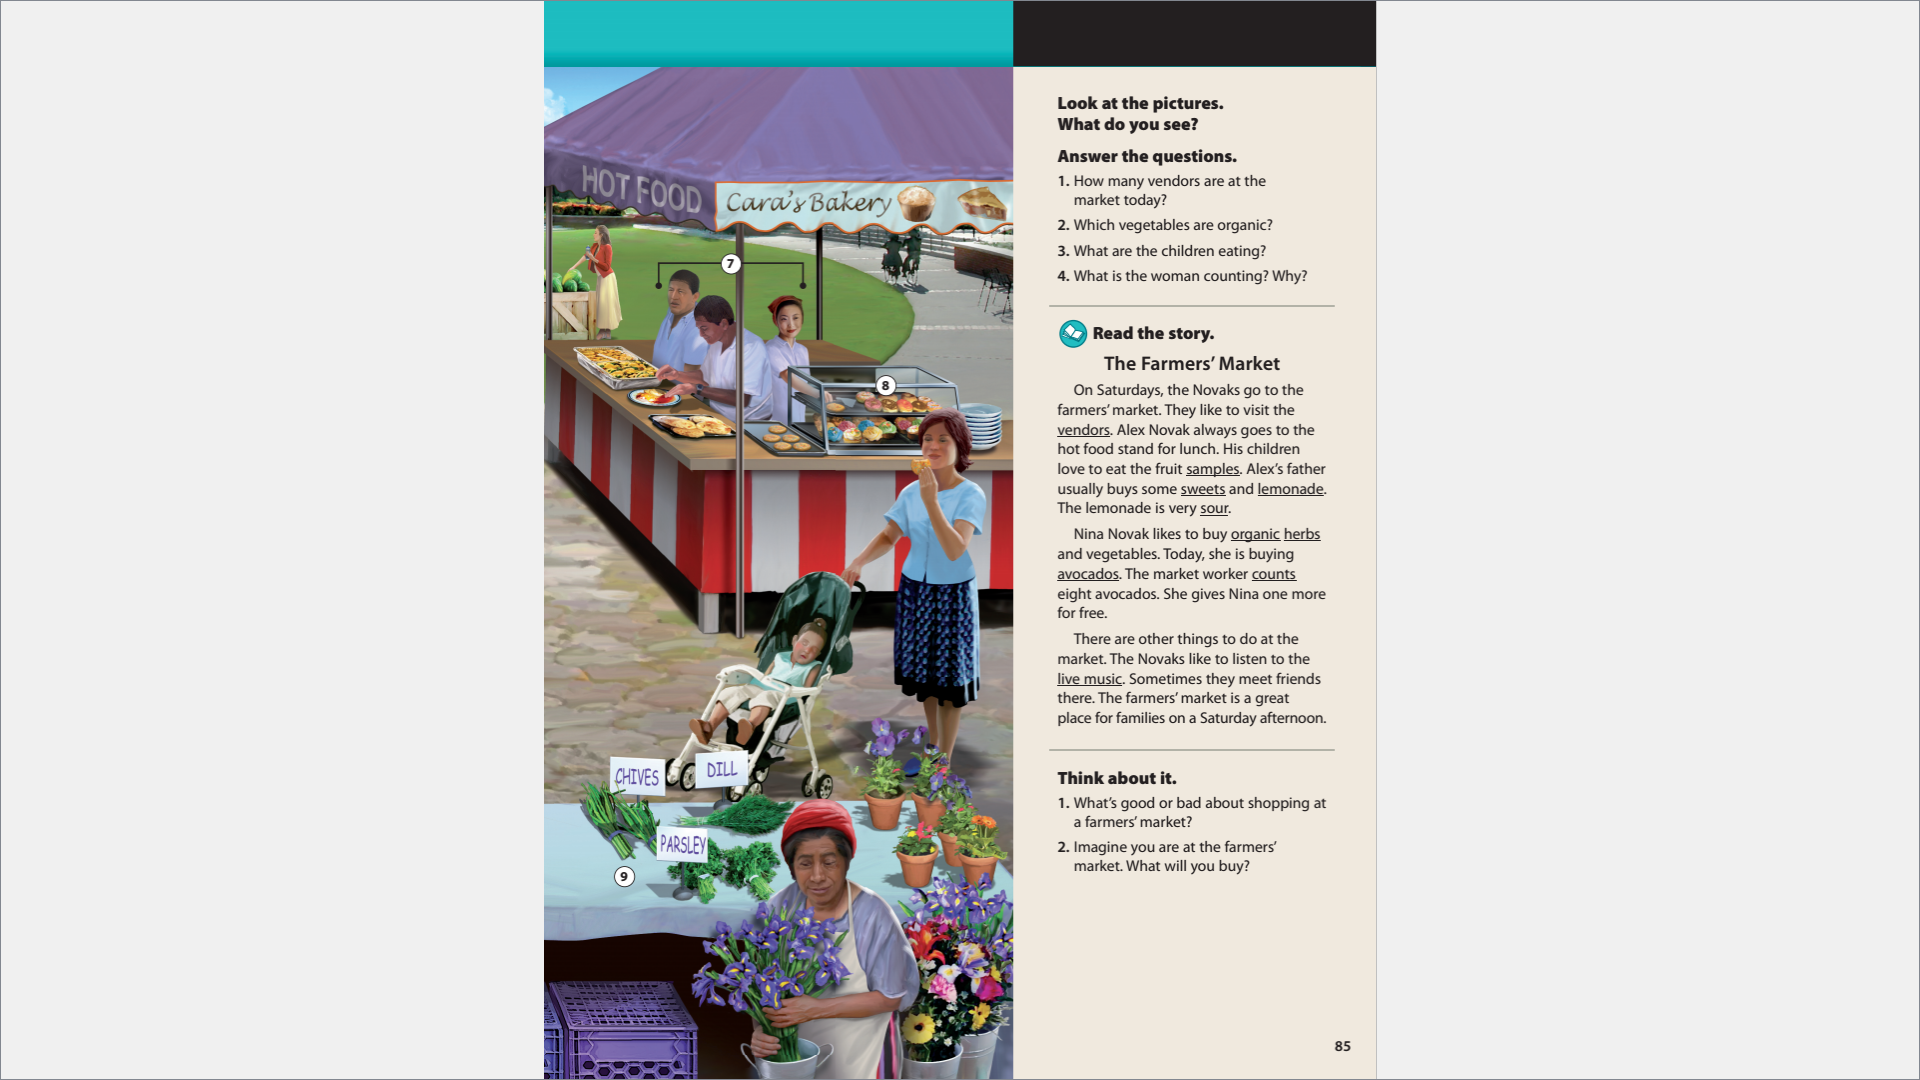 HOT FOOD
Cara's Bakery
7
8
CHIVES
DILL
PARSLEY
9
Look at the pictures.
What do you see?
Answer the questions.
1. How many vendors are at the
market today?
2. Which vegetables are organic?
3. What are the children eating?
4. What is the woman counting? Why?
Read the story.
The Farmers' Market
On Saturdays, the Novaks go to the
farmers' market. They like to visit the
vendors. Alex Novak always goes to the
hot food stand for lunch. His children
love to eat the fruit samples. Alex's father
usually buys some sweets and lemonade.
The lemonade is very sour.
Nina Novak likes to buy organic herbs
and vegetables. Today, she is buying
avocados. The market worker counts
eight avocados. She gives Nina one more
for free.
There are other things to do at the
market. The Novaks like to listen to the
live music. Sometimes they meet friends
there. The farmers' market is a great
place for families on a Saturday afternoon.
Think about it.
1. What's good or bad about shopping at
a farmers' market?
2. Imagine you are at the farmers'
market. What will you buy?
85